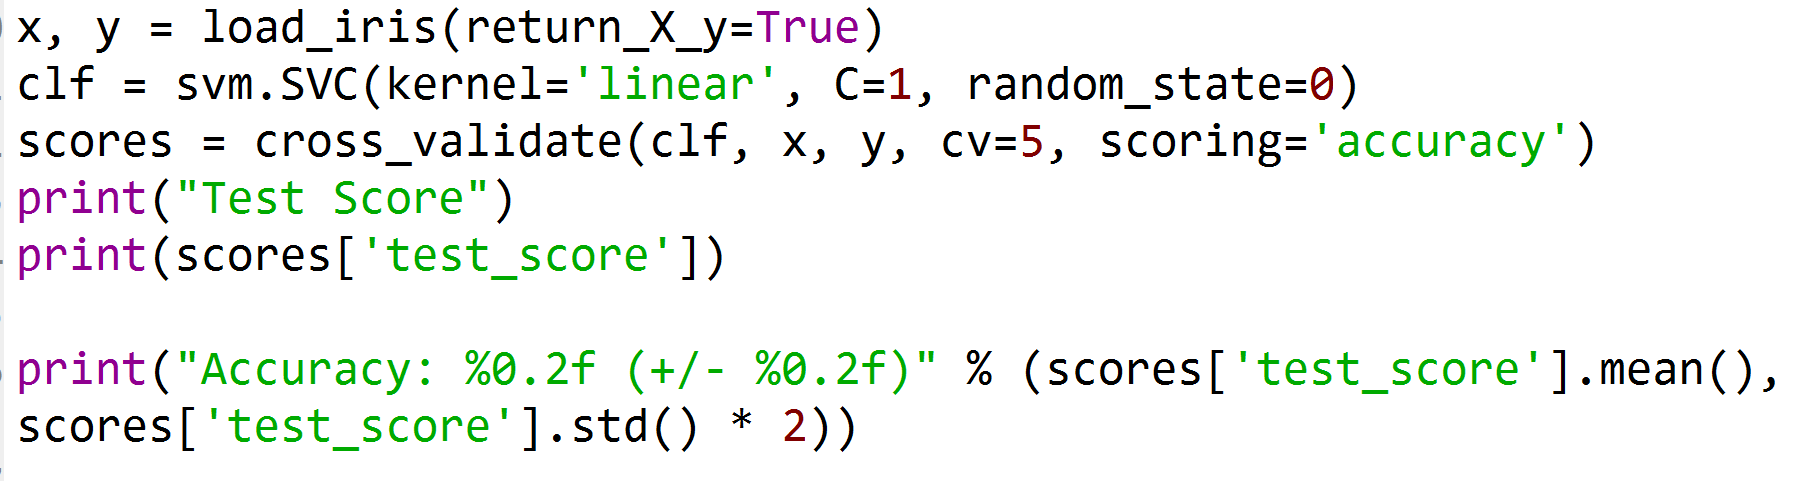 x, y = load_iris(return_X_y=True)
clf = svm.SVC(kernel='linear', C=1, random_state=0)
scores = cross_validate(clf, x, y, cv=5, scoring='accuracy')
print("Test Score")
print(scores['test_score'])
print("Accuracy: %0.2f (+/- %0.2f)" % (scores['test_score'].mean(),
scores['test_score'].std() * 2))